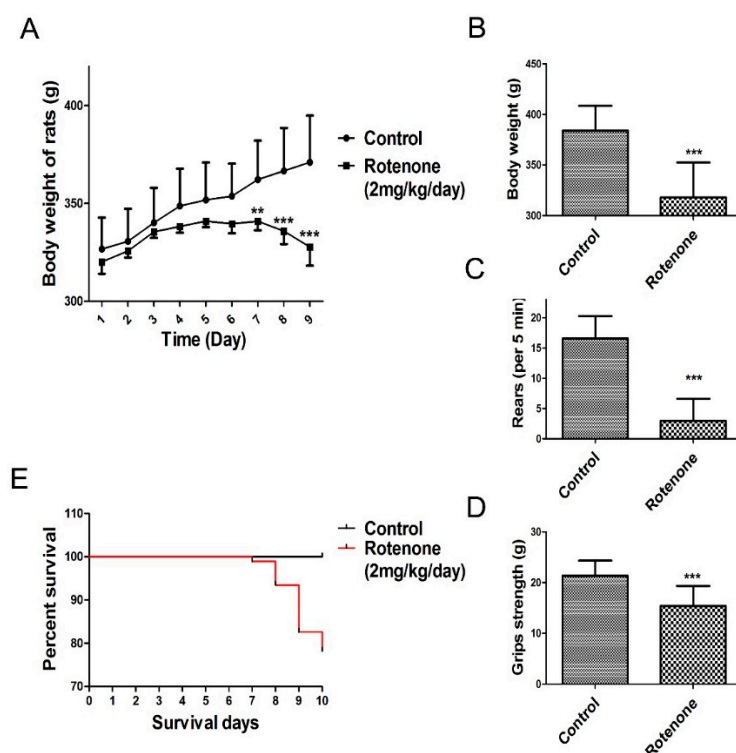 A
Body weight of rats (g)
400
350
300
1 2 3 4 5 6 7 8 9
Time (Day)
**
***
***
Control
Rotenone
(2mg/kg/day)
B
Body weight (g)
450
400
350
300
***
Control
Rotenone
C
Rears (per 5 min)
20
15
10
5
0
***
Control
Rotenone
E
Percent survival
110
100
90
80
70
0 1 2 3 4 5 6 7 8 9 10
Survival days
Control
Rotenone
(2mg/kg/day)
D
Grips strength (g)
30
20
10
0
***
Control
Rotenone